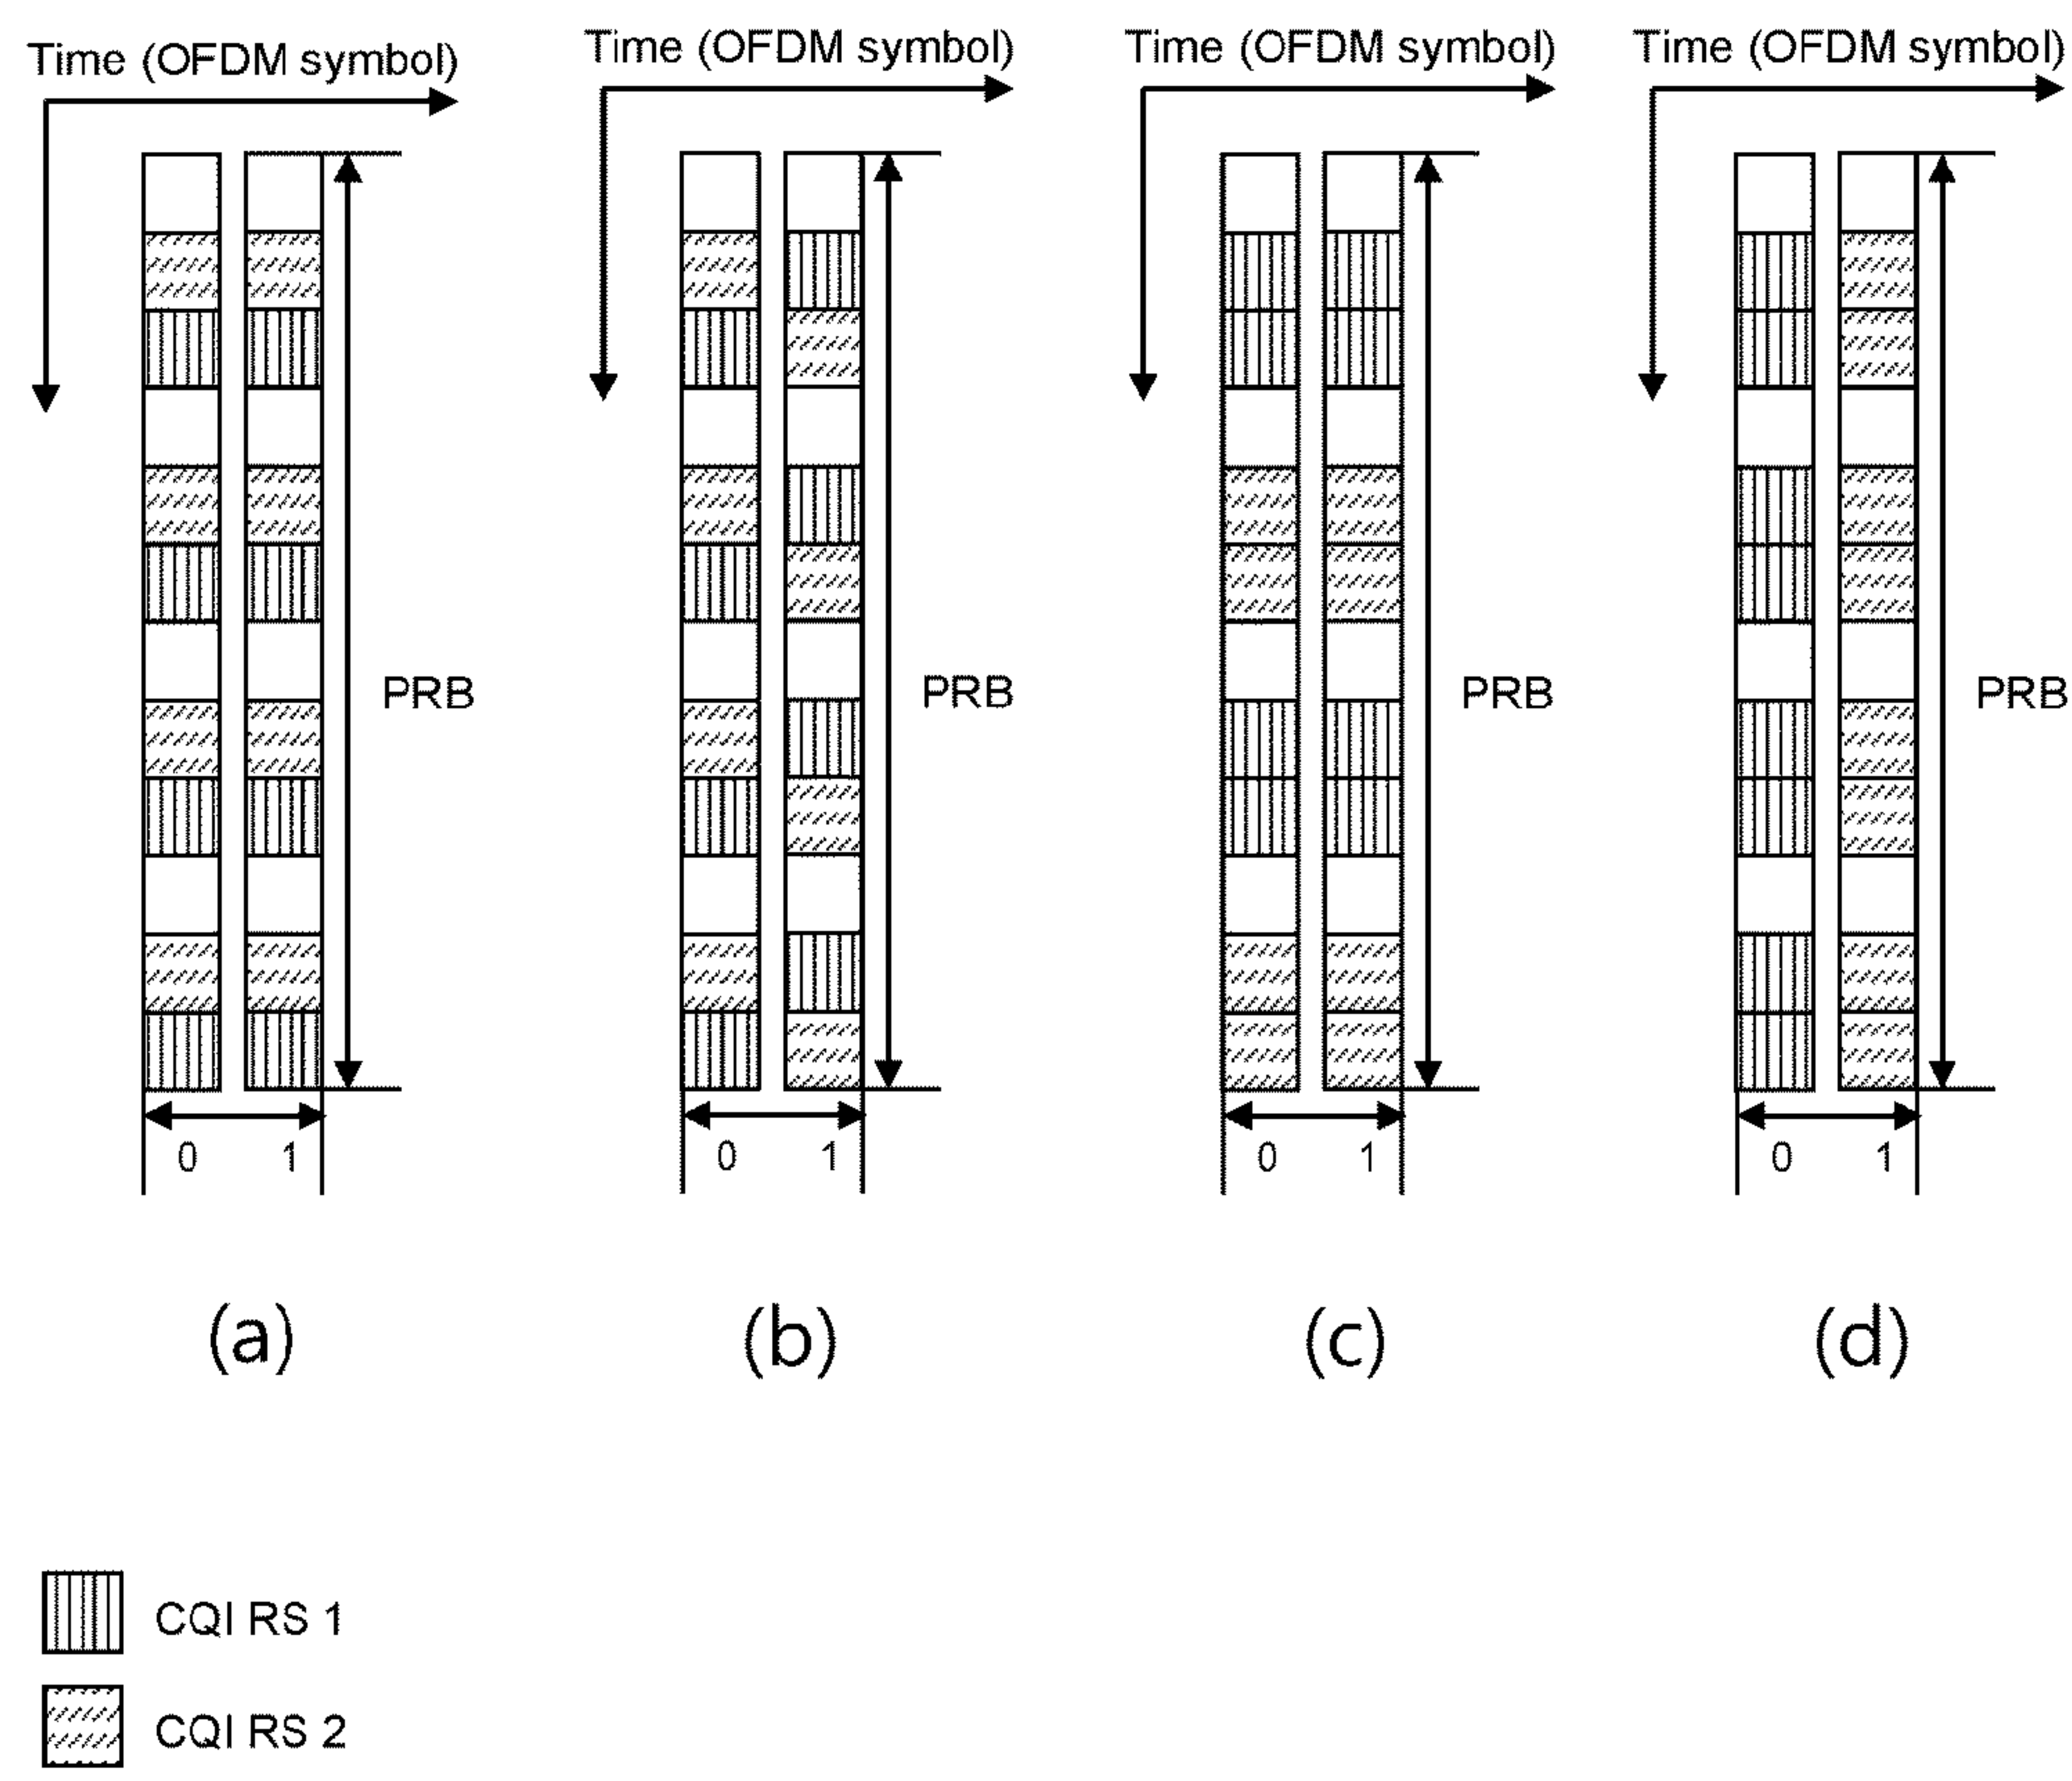 Time (OFDM symbol)
Time (OFDM symbol)
Time (OFDM symbol)
Time (OFDM symbol)
PRB
PRB
PRB
PRB
0 1
0 1
0 1
0 1
(a)
(b)
(c)
(d)
CQI RS 1
CQI RS 2